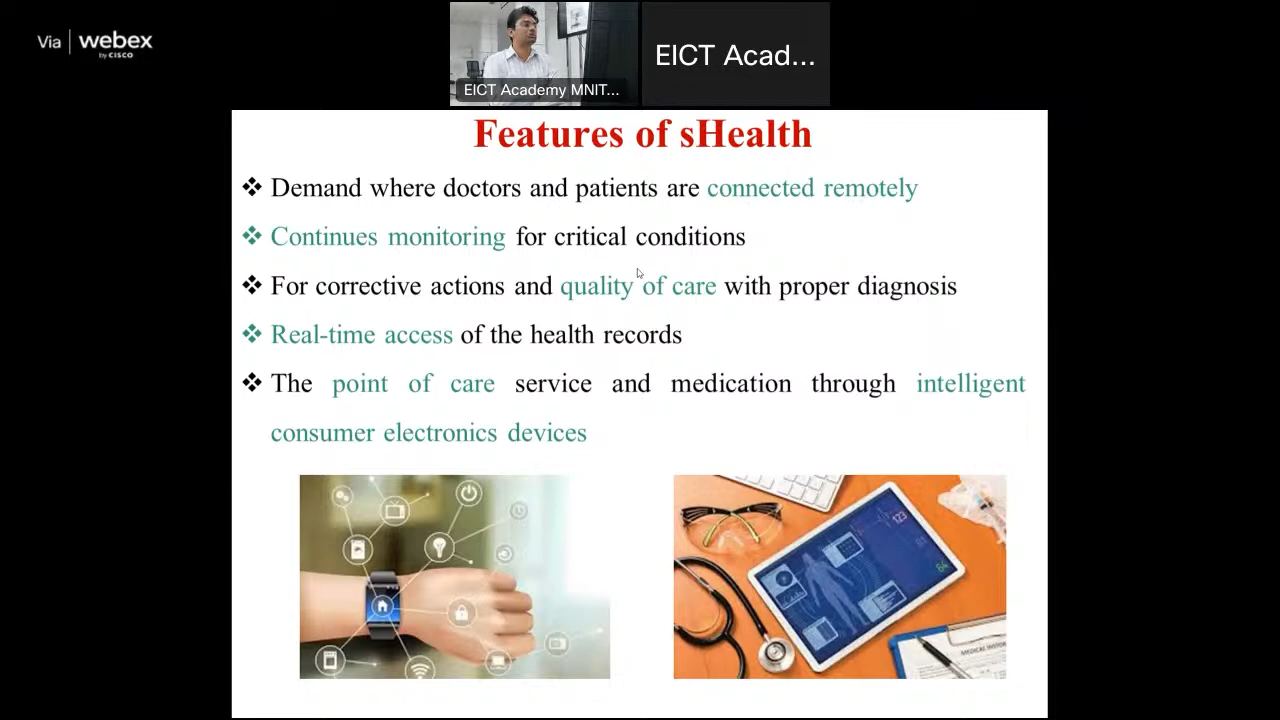 Via | webex
by CISCO
EICT Academy MNIT...
EICT Acad...
Features of sHealth
❖ Demand where doctors and patients are connected remotely
❖ Continues monitoring for critical conditions
❖ For corrective actions and quality of care with proper diagnosis
❖ Real-time access of the health records
❖ The point of care service and medication through intelligent
consumer electronics devices
123
64